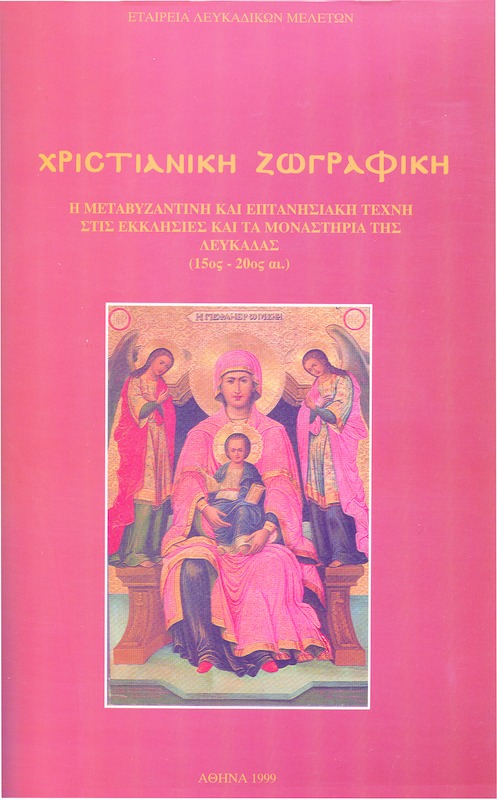 ΕΤΑΙΡΕΙΑ ΛΕΥΚΑΔΙΚΩΝ ΜΕΛΕΤΩΝ
ΧΡΙCΤΙΑΝΙΚΗ ΖωΓΡΑΦΙΚΗ
Η ΜΕΤΑΒΥΖΑΝΤΙΝΗ ΚΑΙ ΕΠΤΑΝΗΣΙΑΚΗ ΤΕΧΝΗ
ΣΤΙΣ ΕΚΚΛΗΣΙΕΣ ΚΑΙ ΤΑ ΜΟΝΑΣΤΗΡΙΑ ΤΗΣ
ΛΕΥΚΑΔΑΣ
(15ος - 20ος αι.)
ΑΘΗΝΑ 1999